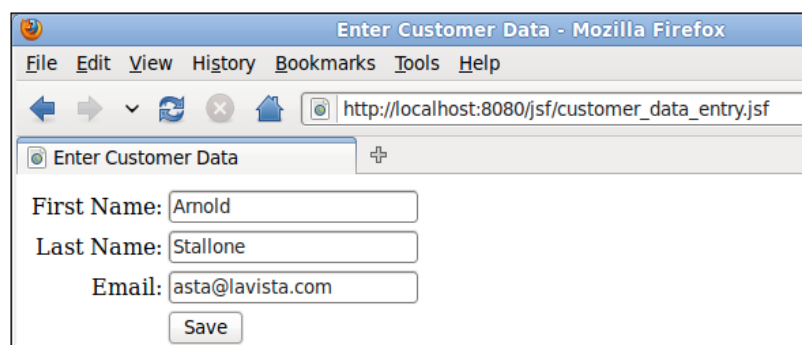 Enter Customer Data - Mozilla Firefox
File Edit View History Bookmarks Tools Help
http://localhost:8080/jsf/customer_data_entry.jsf
Enter Customer Data
First Name: Arnold
Last Name: Stallone
Email: asta@lavista.com
Save